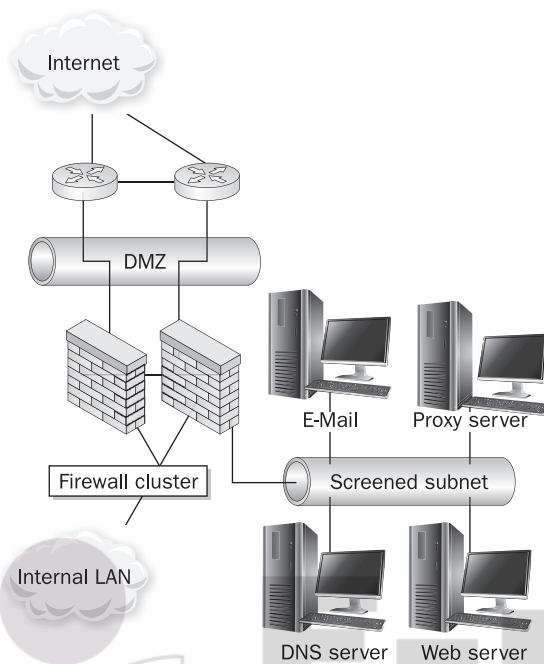 Internet
DMZ
E-Mail
Proxy server
Firewall cluster
Screened subnet
Internal LAN
DNS server
Web server